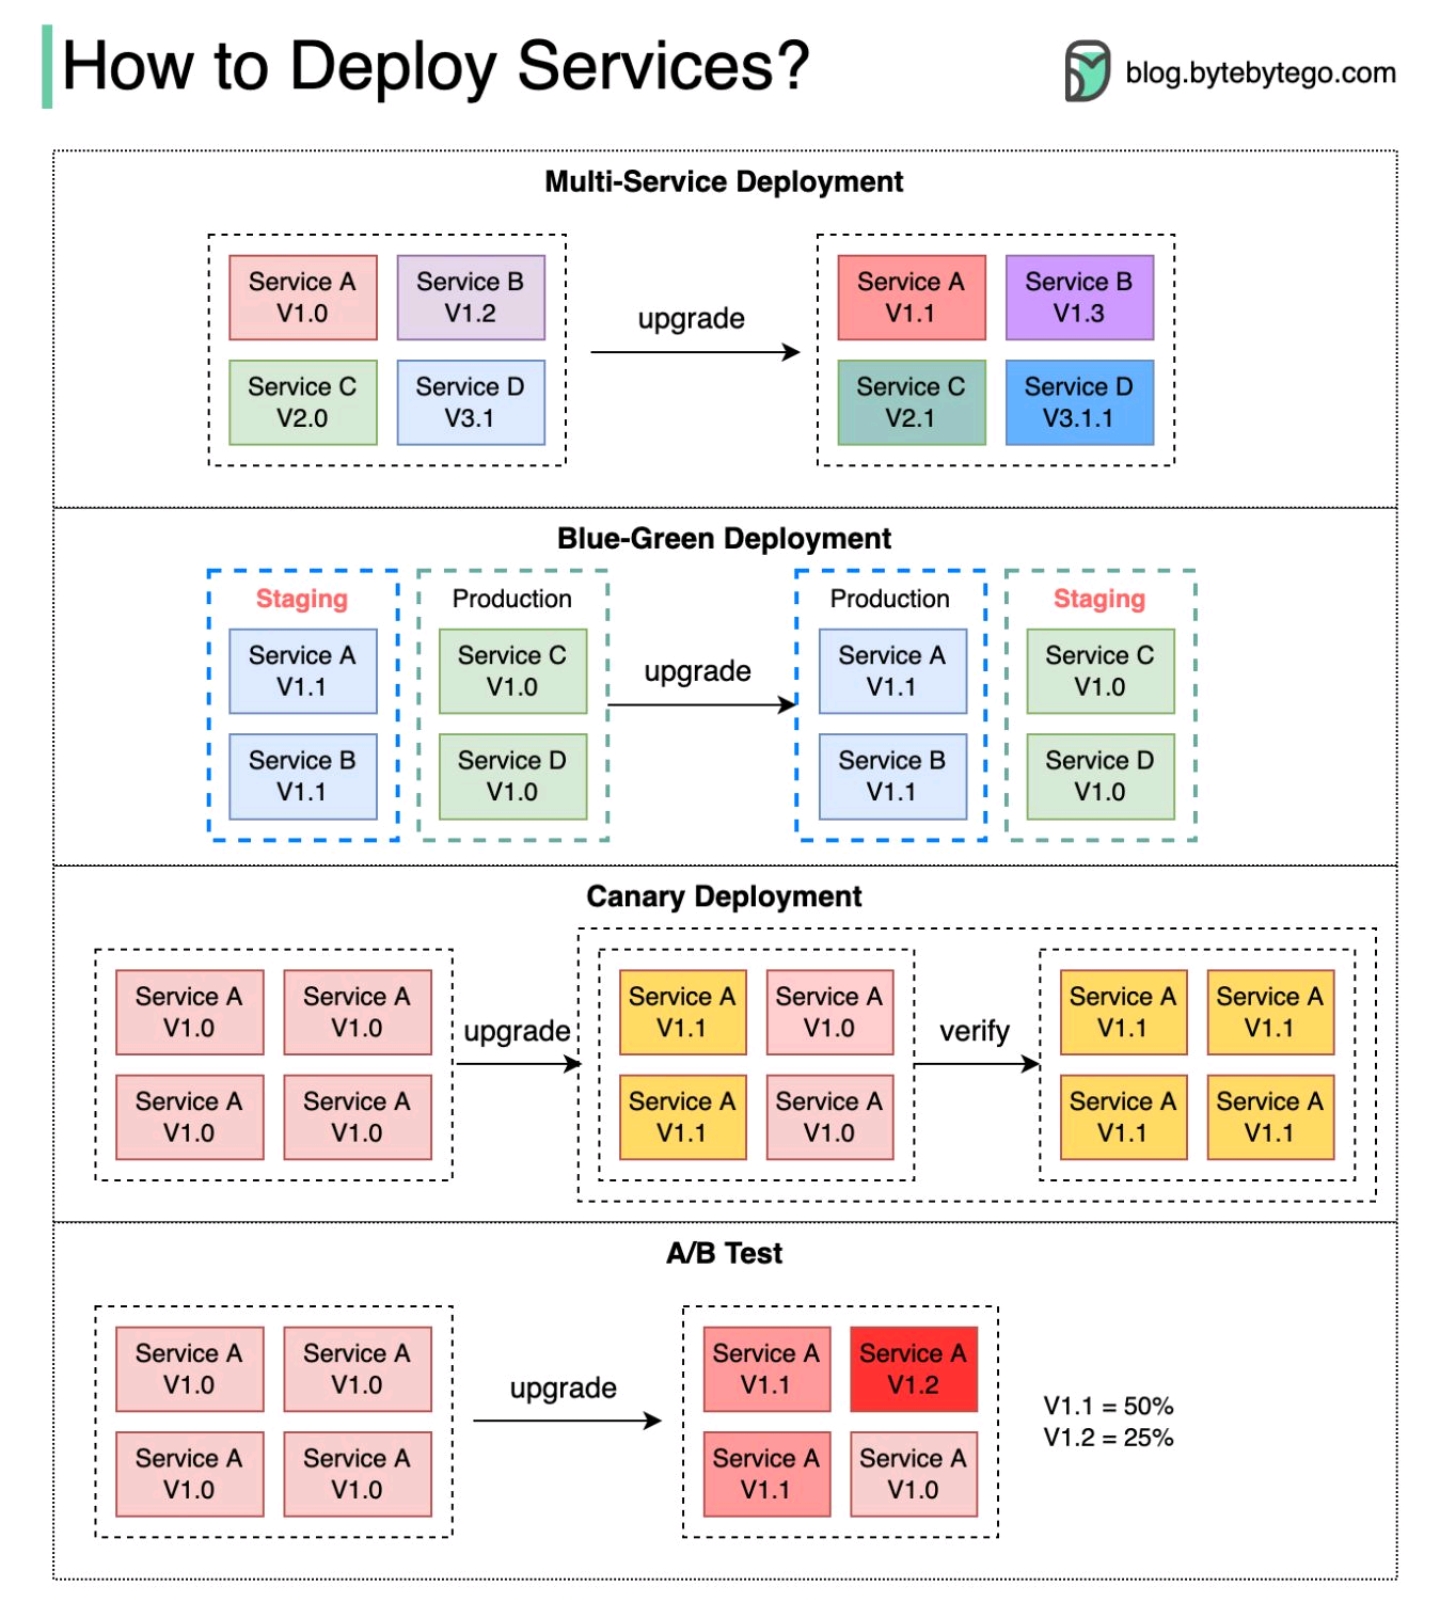 How to Deploy Services?
blog.bytebytego.com
Multi-Service Deployment
Service A
V1.0
Service B
V1.2
Service C
V2.0
Service D
V3.1
upgrade
Service A
V1.1
Service B
V1.3
Service C
V2.1
Service D
V3.1.1
Blue-Green Deployment
Staging
Service A
V1.1
Service B
V1.1
Production
Service C
V1.0
Service D
V1.0
upgrade
Production
Service A
V1.1
Service B
V1.1
Staging
Service C
V1.0
Service D
V1.0
Canary Deployment
Service A
V1.0
Service A
V1.0
Service A
V1.0
Service A
V1.0
upgrade
Service A
V1.1
Service A
V1.0
Service A
V1.1
Service A
V1.0
verify
Service A
V1.1
Service A
V1.1
Service A
V1.1
Service A
V1.1
A/B Test
Service A
V1.0
Service A
V1.0
Service A
V1.0
Service A
V1.0
upgrade
Service A
V1.1
Service A
V1.2
Service A
V1.1
Service A
V1.0
V1.1 = 50%
V1.2 = 25%